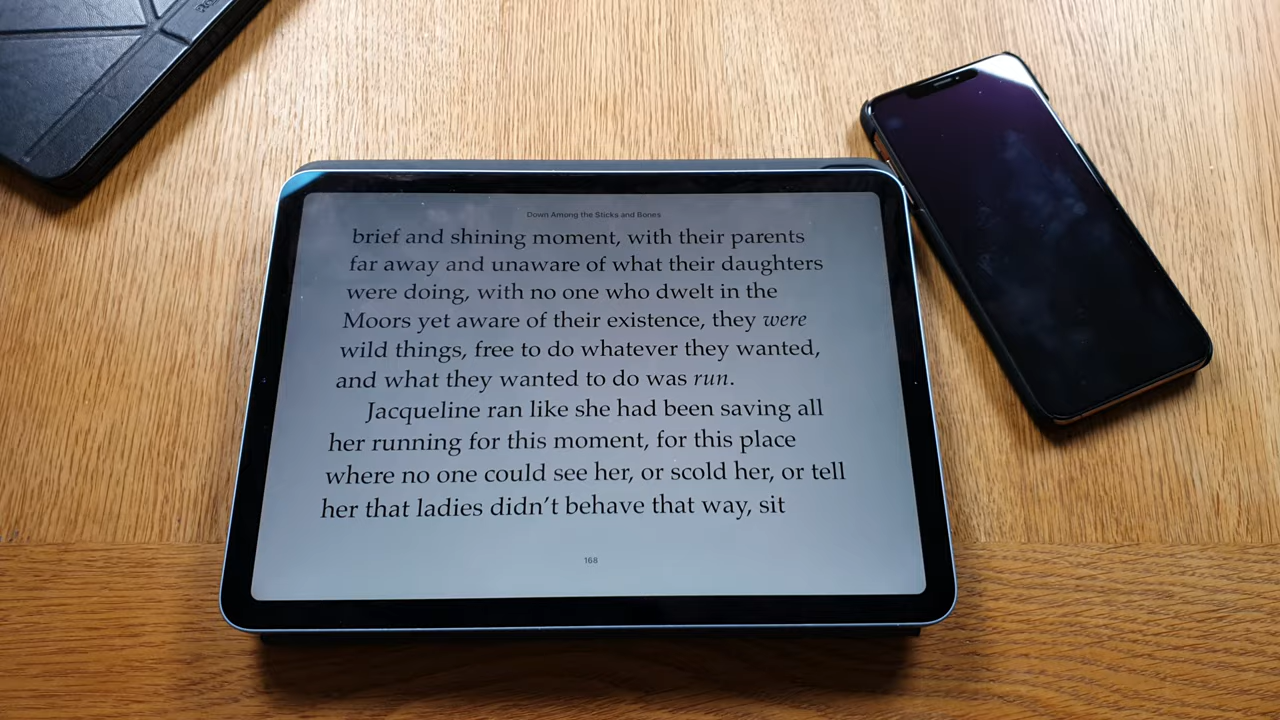 Down Among the Sticks and Bones
brief and shining moment, with their parents
far away and unaware of what their daughters
were doing, with no one who dwelt in the
Moors yet aware of their existence, they were
wild things, free to do whatever they wanted,
and what they wanted to do was run.
Jacqueline ran like she had been saving all
her running for this moment, for this place
where no one could see her, or scold her, or tell
her that ladies didn’t behave that way, sit
168